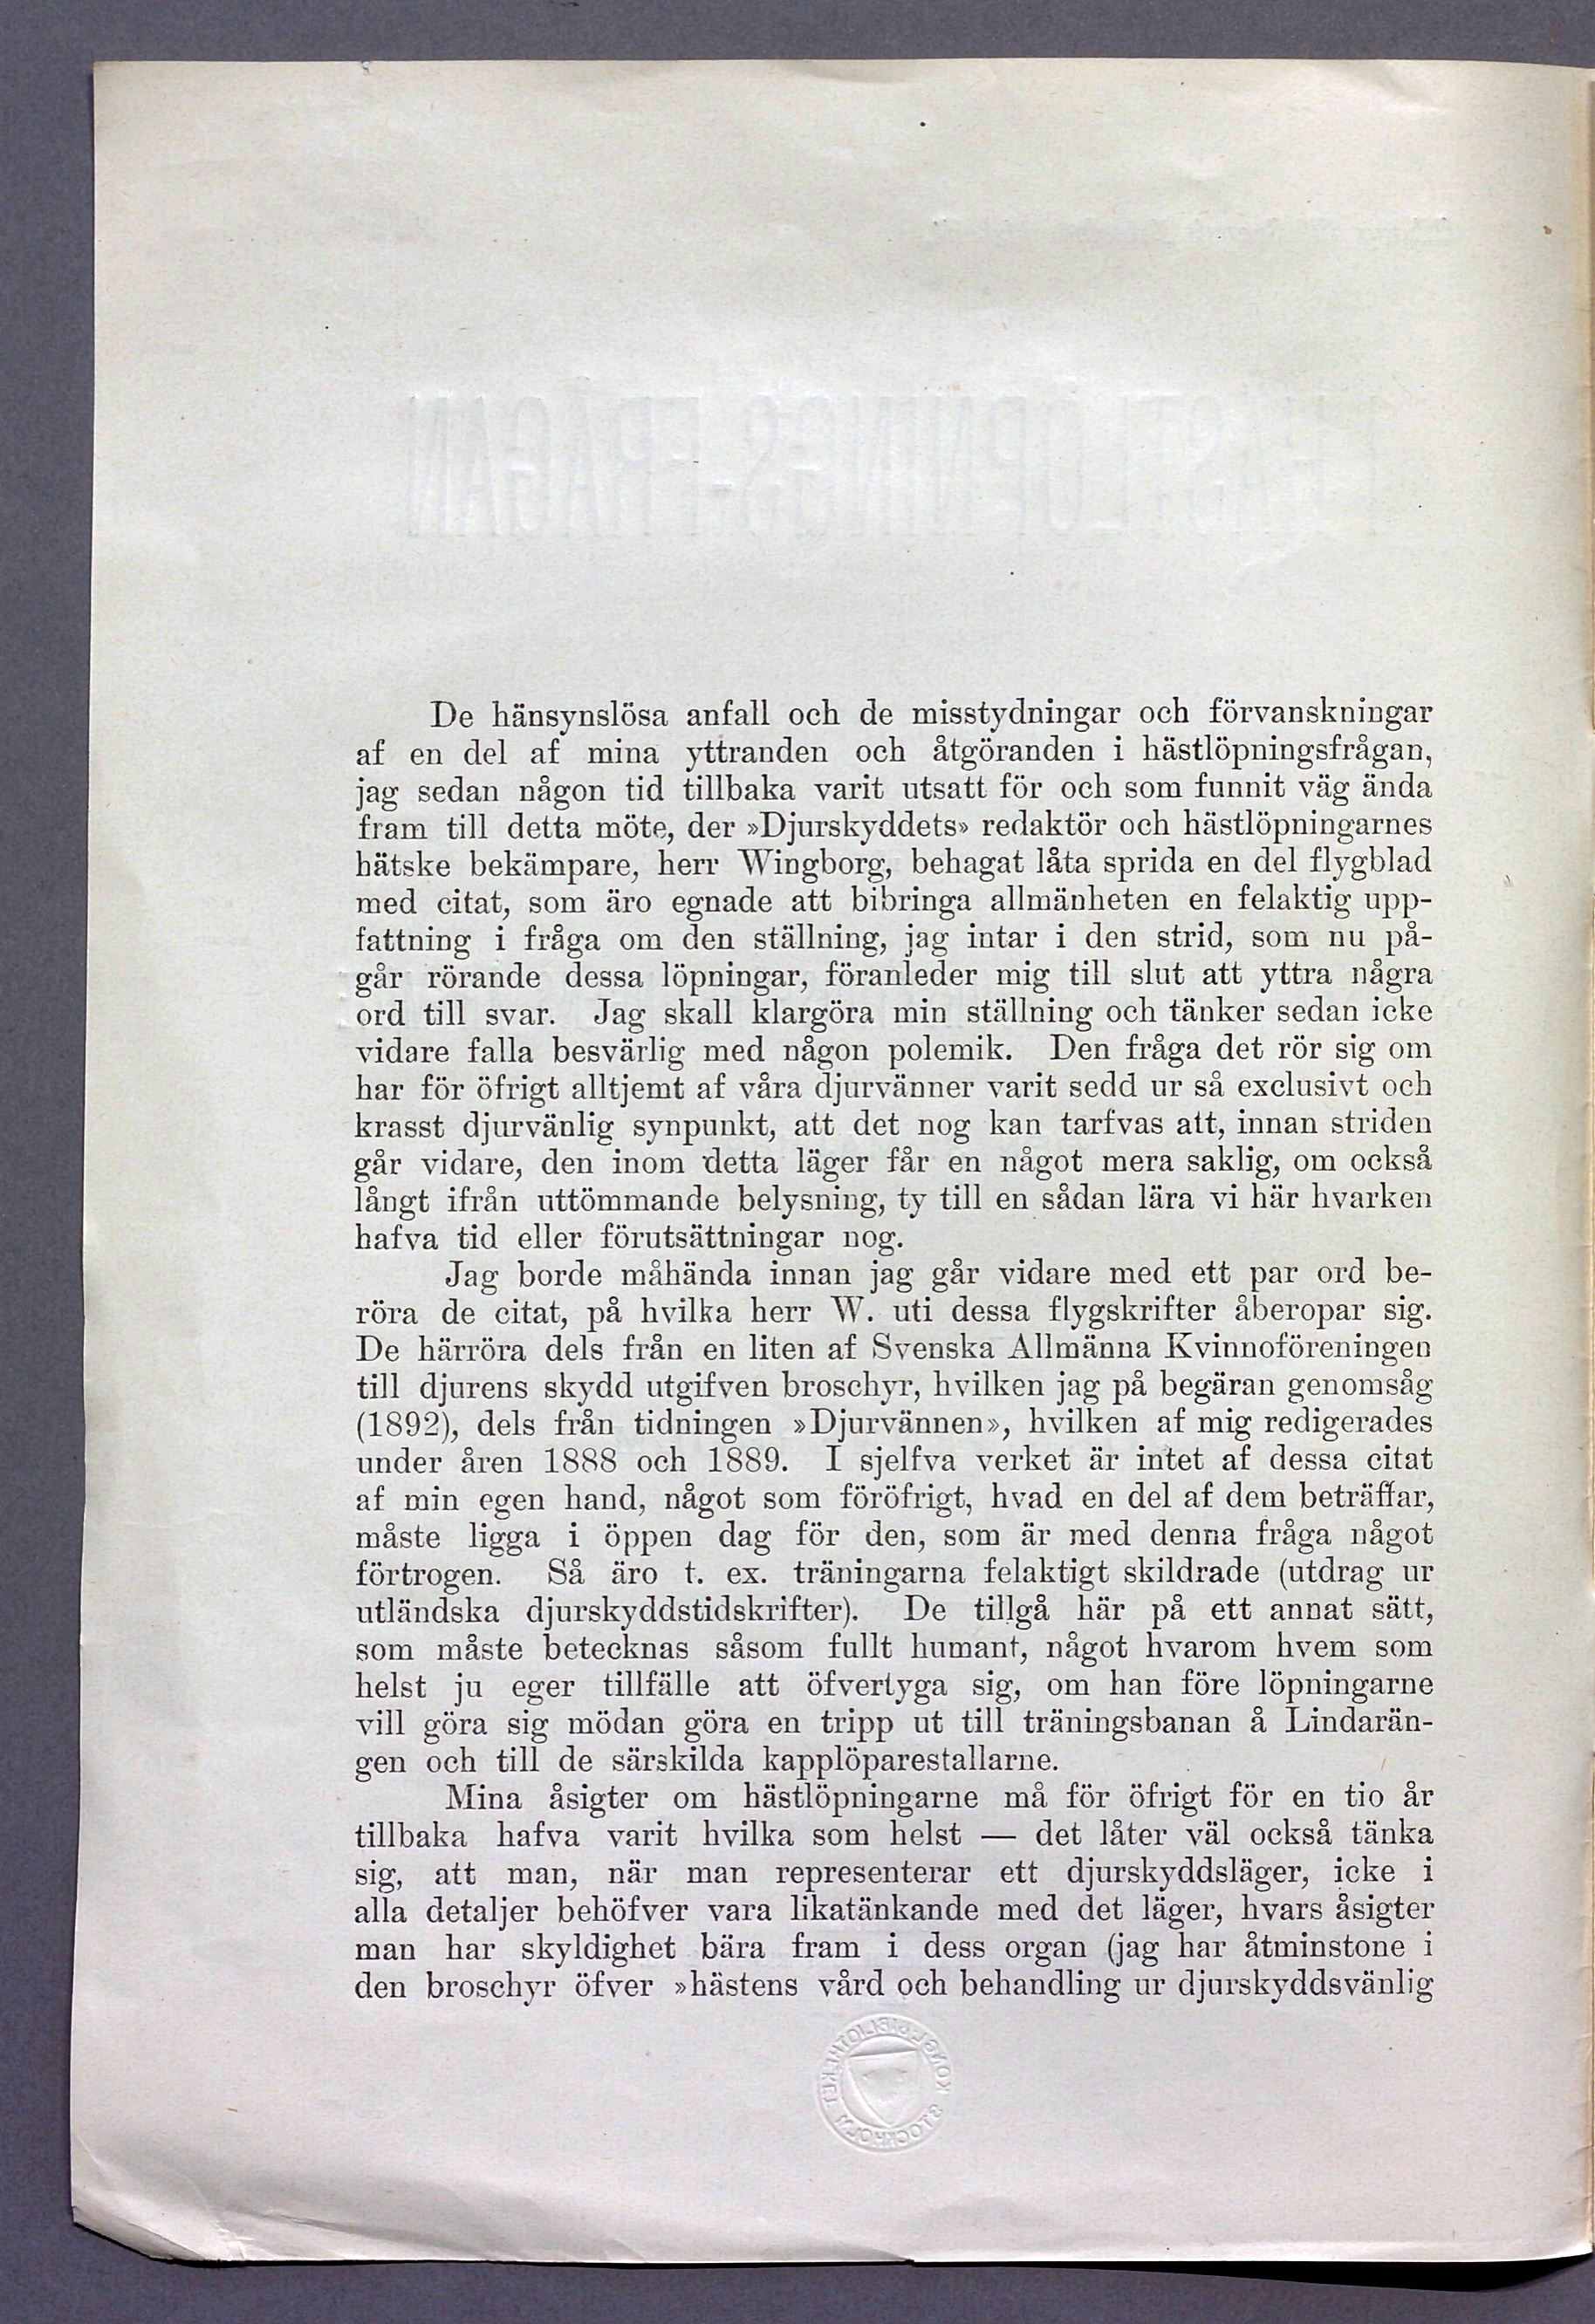 De hänsynslösa anfall och de misstydningar och förvanskningar
af en del af mina yttranden och åtgöranden i hästlöpningsfrågan,
jag sedan någon tid tillbaka varit utsatt för och som funnit väg ända
fram till detta möte, der »Djurskyddets» redaktör och hästlöpningarnes
hätske bekämpare, herr Wingborg, behagat låta sprida en del flygblad
med citat, som äro egnade att bibringa allmänheten en felaktig upp-
fattning i fråga om den ställning, jag intar i den strid, som nu på-
går rörande dessa löpningar, föranleder mig till slut att yttra några
ord till svar. Jag skall klargöra min ställning och tänker sedan icke
vidare falla besvärlig med någon polemik. Den fråga det rör sig om
har för öfrigt alltjemt af våra djurvänner varit sedd ur så exclusivt och
krasst djurvänlig synpunkt, att det nog kan tarfvas att, innan striden
går vidare, den inom detta läger får en något mera saklig, om också
långt ifrån uttömmande belysning, ty till en sådan lära vi här hvarken
hafva tid eller förutsättningar nog.
Jag borde måhända innan jag går vidare med ett par ord be-
röra de citat, på hvilka herr W. uti dessa flygskrifter åberopar sig.
De härröra dels från en liten af Svenska Allmänna Kvinnoföreningen
till djurens skydd utgifven broschyr, hvilken jag på begäran genomsåg
(1892), dels från tidningen »Djurvännen», hvilken af mig redigerades
under åren 1888 och 1889. I sjelfva verket är intet af dessa citat
af min egen hand, något som föröfrigt, hvad en del af dem beträffar,
måste ligga i öppen dag för den, som är med denna fråga något
förtrogen. Så äro t. ex. träningarna felaktigt skildrade (utdrag ur
utländska djurskyddstidskrifter). De tillgå här på ett annat sätt,
som måste betecknas såsom fullt humant, något hvarom hvem som
helst ju eger tillfälle att öfvertyga sig, om han före löpningarne
vill göra sig mödan göra en tripp ut till träningsbanan å Lindarän-
gen och till de särskilda kapplöparestallarne.
Mina åsigter om hästlöpningarne må för öfrigt för en tio år
tillbaka hafva varit hvilka som helst — det låter väl också tänka
sig, att man, när man representerar ett djurskyddsläger, icke i
alla detaljer behöfver vara likatänkande med det läger, hvars åsigter
man har skyldighet bära fram i dess organ (jag har åtminstone i
den broschyr öfver »hästens vård och behandling ur djurskyddsvänlig